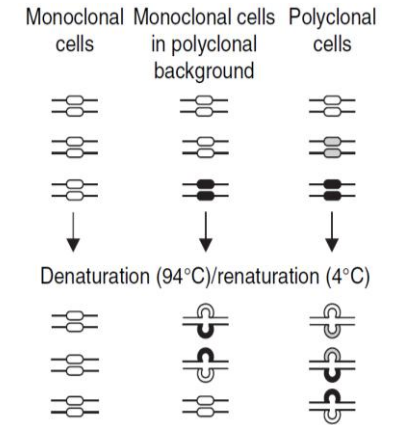 Monoclonal Monoclonal cells Polyclonal
cells in polyclonal cells
background
Denaturation (94°C)/renaturation (4°C)